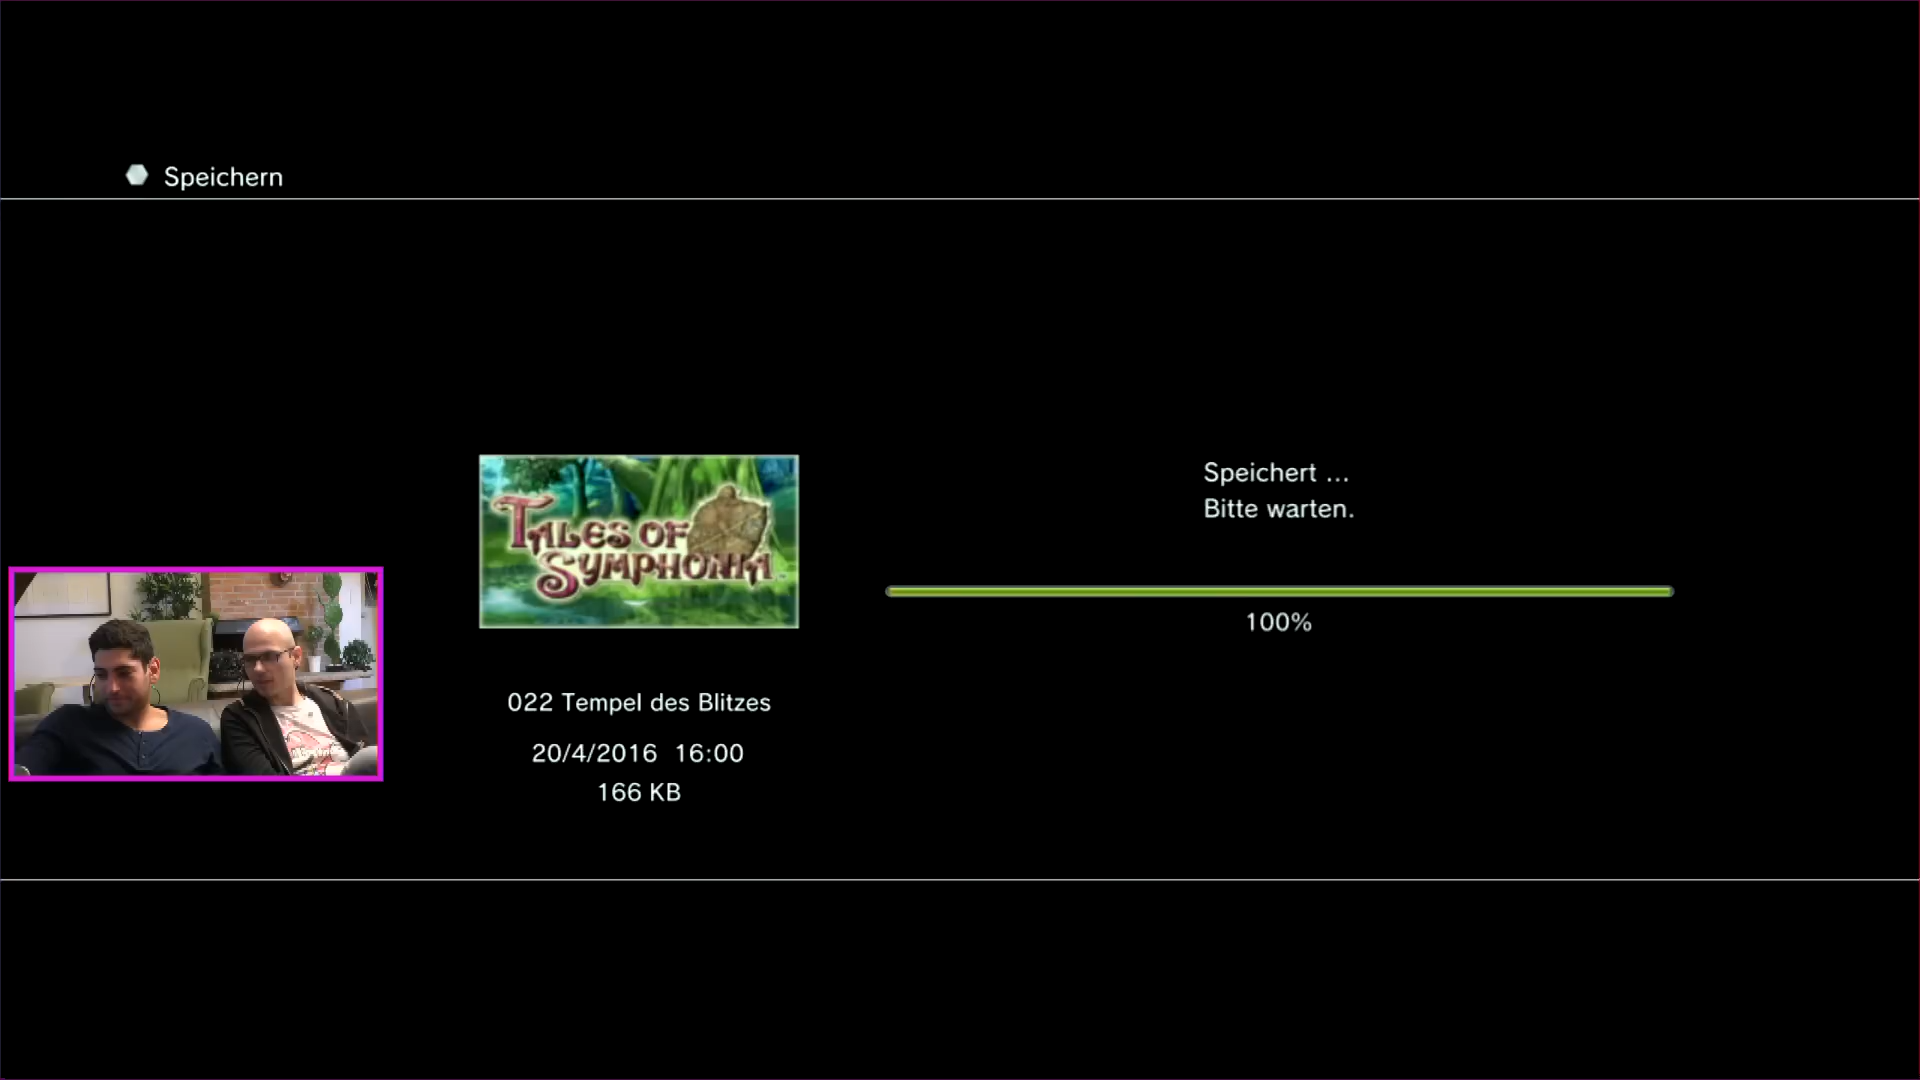 Speichern
TALES OF
SYMPHONIA
Speichert ...
Bitte warten.
100%
022 Tempel des Blitzes
20/4/2016 16:00
166 KB